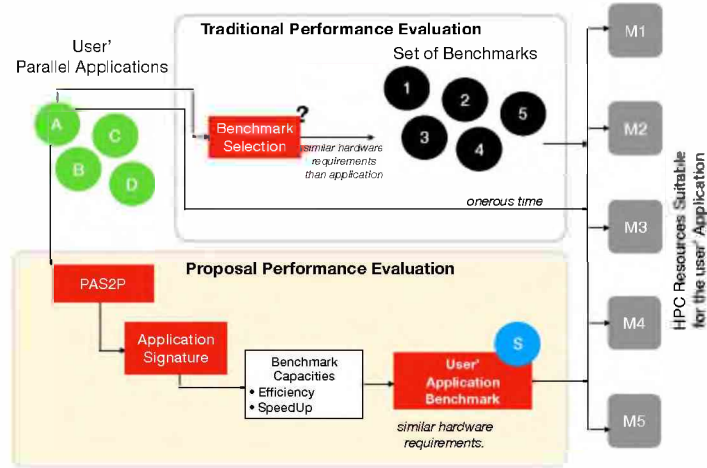 Traditional Performance Evaluation
User'
Parallel Applications
Set of Benchmarks
A
C
B
D
?
Benchmark
Selection
similar hardware
requirements
than application
1
2
5
3
4
onerous time
M1
M2
M3
M4
M5
HPC Resources Suitable
for the user' Application
Proposal Performance Evaluation
PAS2P
Application
Signature
Benchmark
Capacities
• Efficiency
• SpeedUp
S
User'
Application
Benchmark
similar hardware
requirements.